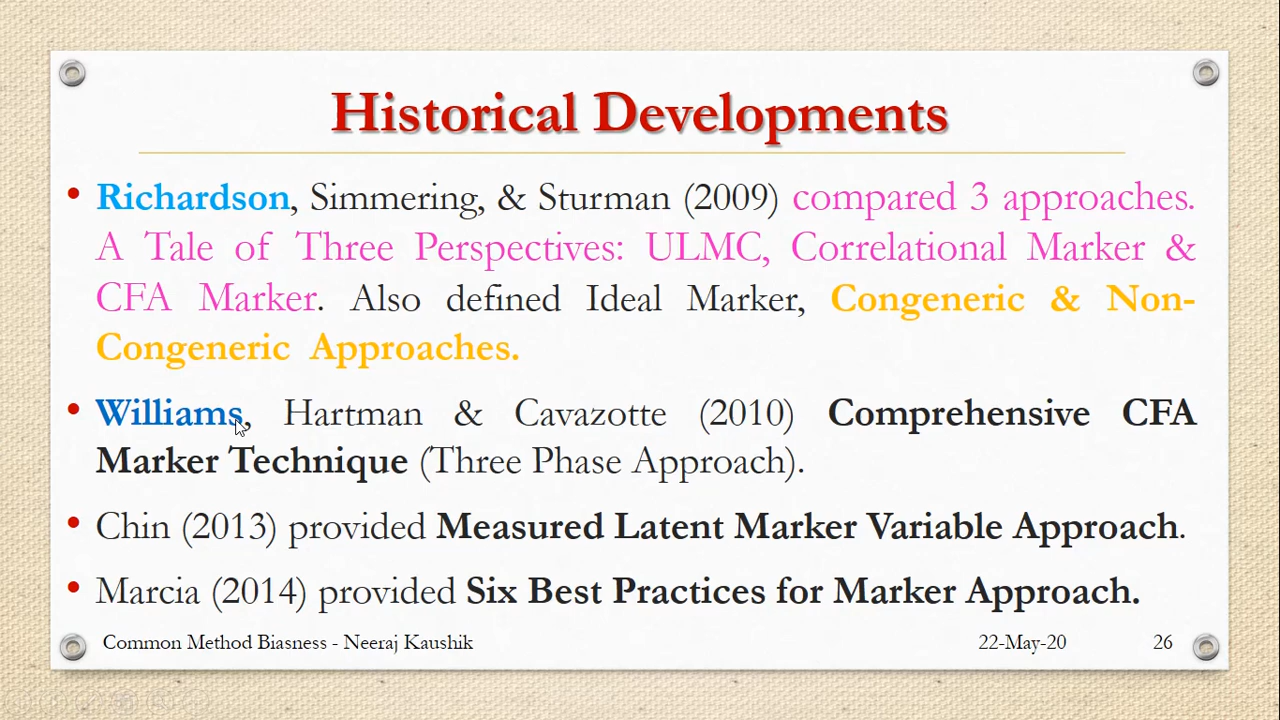 Historical Developments
• Richardson, Simmering, & Sturman (2009) compared 3 approaches.
A Tale of Three Perspectives: ULMC, Correlational Marker &
CFA Marker. Also defined Ideal Marker, Congeneric & Non-
Congeneric Approaches.
• Williams, Hartman & Cavazotte (2010) Comprehensive CFA
Marker Technique (Three Phase Approach).
• Chin (2013) provided Measured Latent Marker Variable Approach.
• Marcia (2014) provided Six Best Practices for Marker Approach.
Common Method Biasness - Neeraj Kaushik 22-May-20 26